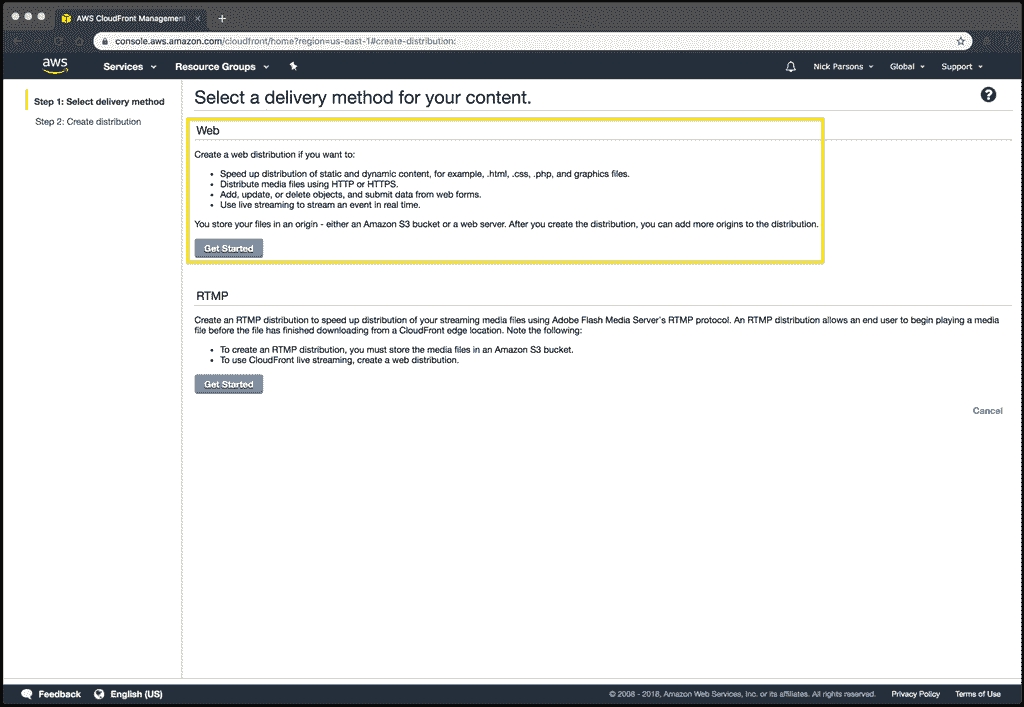 AWS CloudFront Management
console.aws.amazon.com/cloudfront/home?region=us-east-1#create-distribution:
aws
Services
Resource Groups
Nick Parsons
Global
Support
Step 1: Select delivery method
Step 2: Create distribution
Select a delivery method for your content.
Web
Create a web distribution if you want to:
• Speed up distribution of static and dynamic content, for example, .html, .css, .php, and graphics files.
• Distribute media files using HTTP or HTTPS.
• Add, update, or delete objects, and submit data from web forms.
• Use live streaming to stream an event in real time.
You store your files in an origin - either an Amazon S3 bucket or a web server. After you create the distribution, you can add more origins to the distribution.
Get Started
RTMP
Create an RTMP distribution to speed up distribution of your streaming media files using Adobe Flash Media Server's RTMP protocol. An RTMP distribution allows an end user to begin playing a media
file before the file has finished downloading from a CloudFront edge location. Note the following:
• To create an RTMP distribution, you must store the media files in an Amazon S3 bucket.
• To use CloudFront live streaming, create a web distribution.
Get Started
Cancel
Feedback
English (US)
© 2008 - 2018, Amazon Web Services, Inc. or its affiliates. All rights reserved.
Privacy Policy
Terms of Use